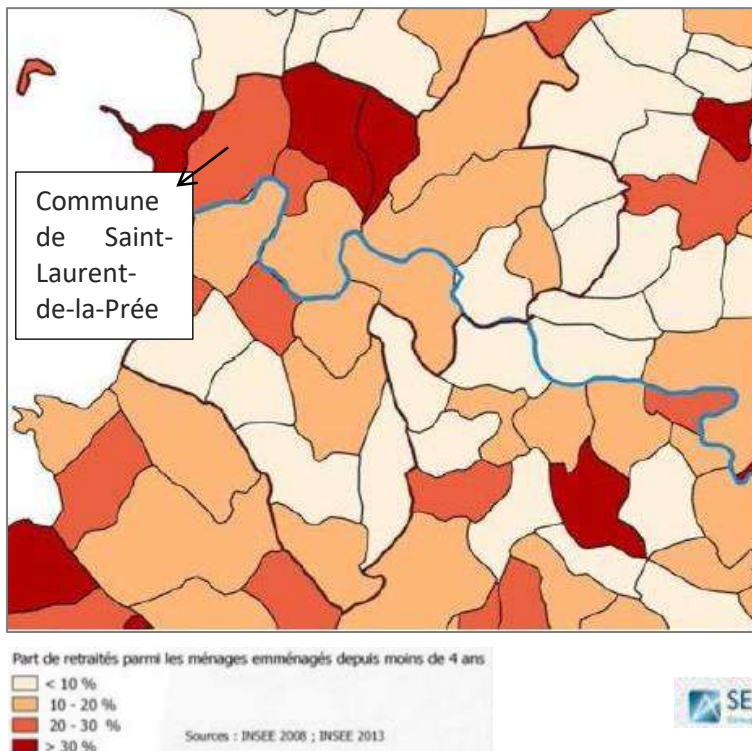 Commune
de Saint-
Laurent-
de-la-Prée
Part de retraités parmi les ménages emménagés depuis moins de 4 ans
< 10 %
10 - 20 %
20 - 30 %
> 30 %
Sources : INSEE 2008 ; INSEE 2013
SE
Group